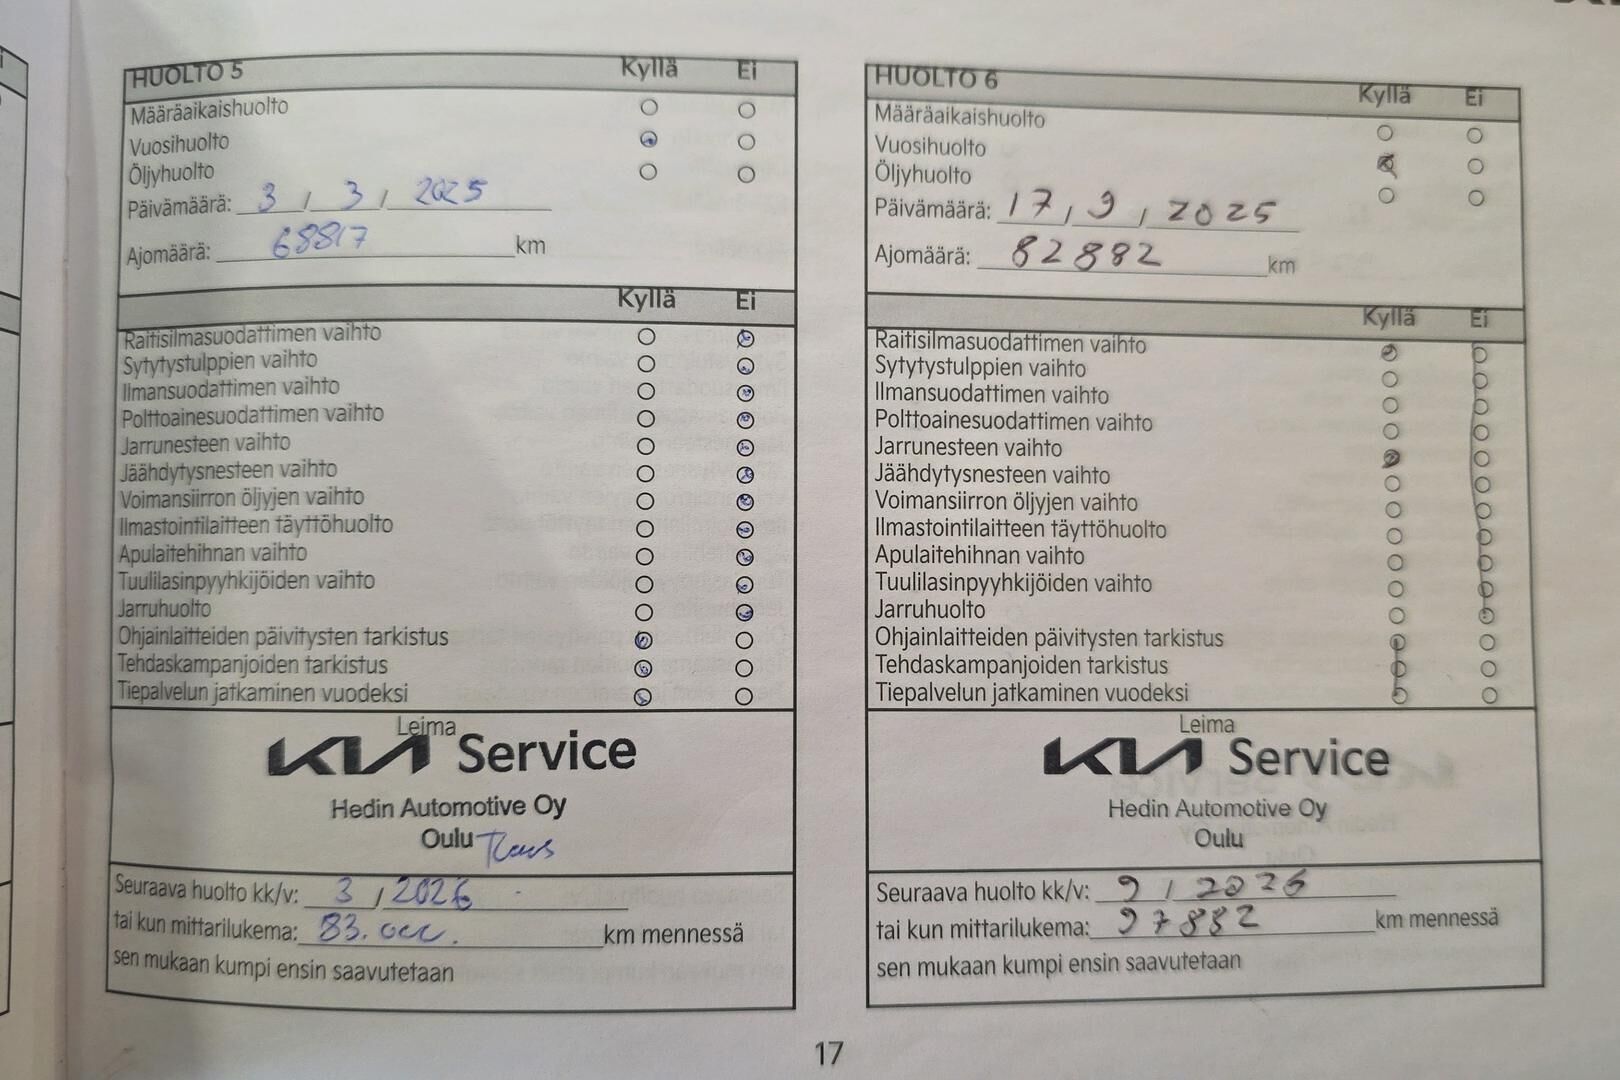 HUOLTO 5 Kyllä Ei
Määräaikaishuolto
Vuosihuolto
Öljyhuolto
Päivämäärä: 3 / 3 / 2025
Ajomäärä: 68817 km
Kyllä Ei
Raitisilmasuodattimen vaihto
Sytytystulppien vaihto
Ilmansuodattimen vaihto
Polttoainesuodattimen vaihto
Jarrunesteen vaihto
Jäähdytysnesteen vaihto
Voimansiirron öljyjen vaihto
Ilmastointilaitteen täyttöhuolto
Apulaitehihnan vaihto
Tuulilasinpyyhkijöiden vaihto
Jarruhuolto
Ohjainlaitteiden päivitysten tarkistus
Tehdaskampanjoiden tarkistus
Tiepalvelun jatkaminen vuodeksi
Leima
KIA Service
Hedin Automotive Oy
Oulu
Seuraava huolto kk/v: 3 / 2026
tai kun mittarilukema: 83. km mennessä
sen mukaan kumpi ensin saavutetaan
HUOLTO 6 Kyllä Ei
Määräaikaishuolto
Vuosihuolto
Öljyhuolto
Päivämäärä: 17 / 9 / 2025
Ajomäärä: 82882 km
Kyllä Ei
Raitisilmasuodattimen vaihto
Sytytystulppien vaihto
Ilmansuodattimen vaihto
Polttoainesuodattimen vaihto
Jarrunesteen vaihto
Jäähdytysnesteen vaihto
Voimansiirron öljyjen vaihto
Ilmastointilaitteen täyttöhuolto
Apulaitehihnan vaihto
Tuulilasinpyyhkijöiden vaihto
Jarruhuolto
Ohjainlaitteiden päivitysten tarkistus
Tehdaskampanjoiden tarkistus
Tiepalvelun jatkaminen vuodeksi
Leima
KIA Service
Hedin Automotive Oy
Oulu
Seuraava huolto kk/v: 9 / 2026
tai kun mittarilukema: 97882 km mennessä
sen mukaan kumpi ensin saavutetaan
17